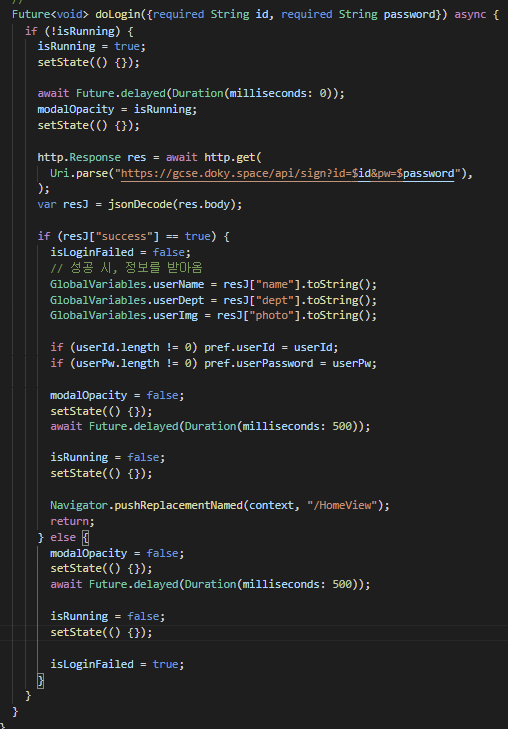 //
Future<void> doLogin({required String id, required String password}) async {
if (!isRunning) {
isRunning = true;
setState(() {});
await Future.delayed(Duration(milliseconds: 0));
modalOpacity = isRunning;
setState(() {});
http.Response res = await http.get(
Uri.parse("https://gcse.doky.space/api/sign?id=$id&pw=$password"),
);
var resJ = jsonDecode(res.body);
if (resJ["success"] == true) {
isLoginFailed = false;
// 성공 시, 정보를 받아옴
GlobalVariables.userName = resJ["name"].toString();
GlobalVariables.userDept = resJ["dept"].toString();
GlobalVariables.userImg = resJ["photo"].toString();
if (userId.length != 0) pref.userId = userId;
if (userPw.length != 0) pref.userPassword = userPw;
modalOpacity = false;
setState(() {});
await Future.delayed(Duration(milliseconds: 500));
isRunning = false;
setState(() {});
Navigator.pushReplacementNamed(context, "/HomeView");
return;
} else {
modalOpacity = false;
setState(() {});
await Future.delayed(Duration(milliseconds: 500));
isRunning = false;
setState(() {});
isLoginFailed = true;
}
}
}
}